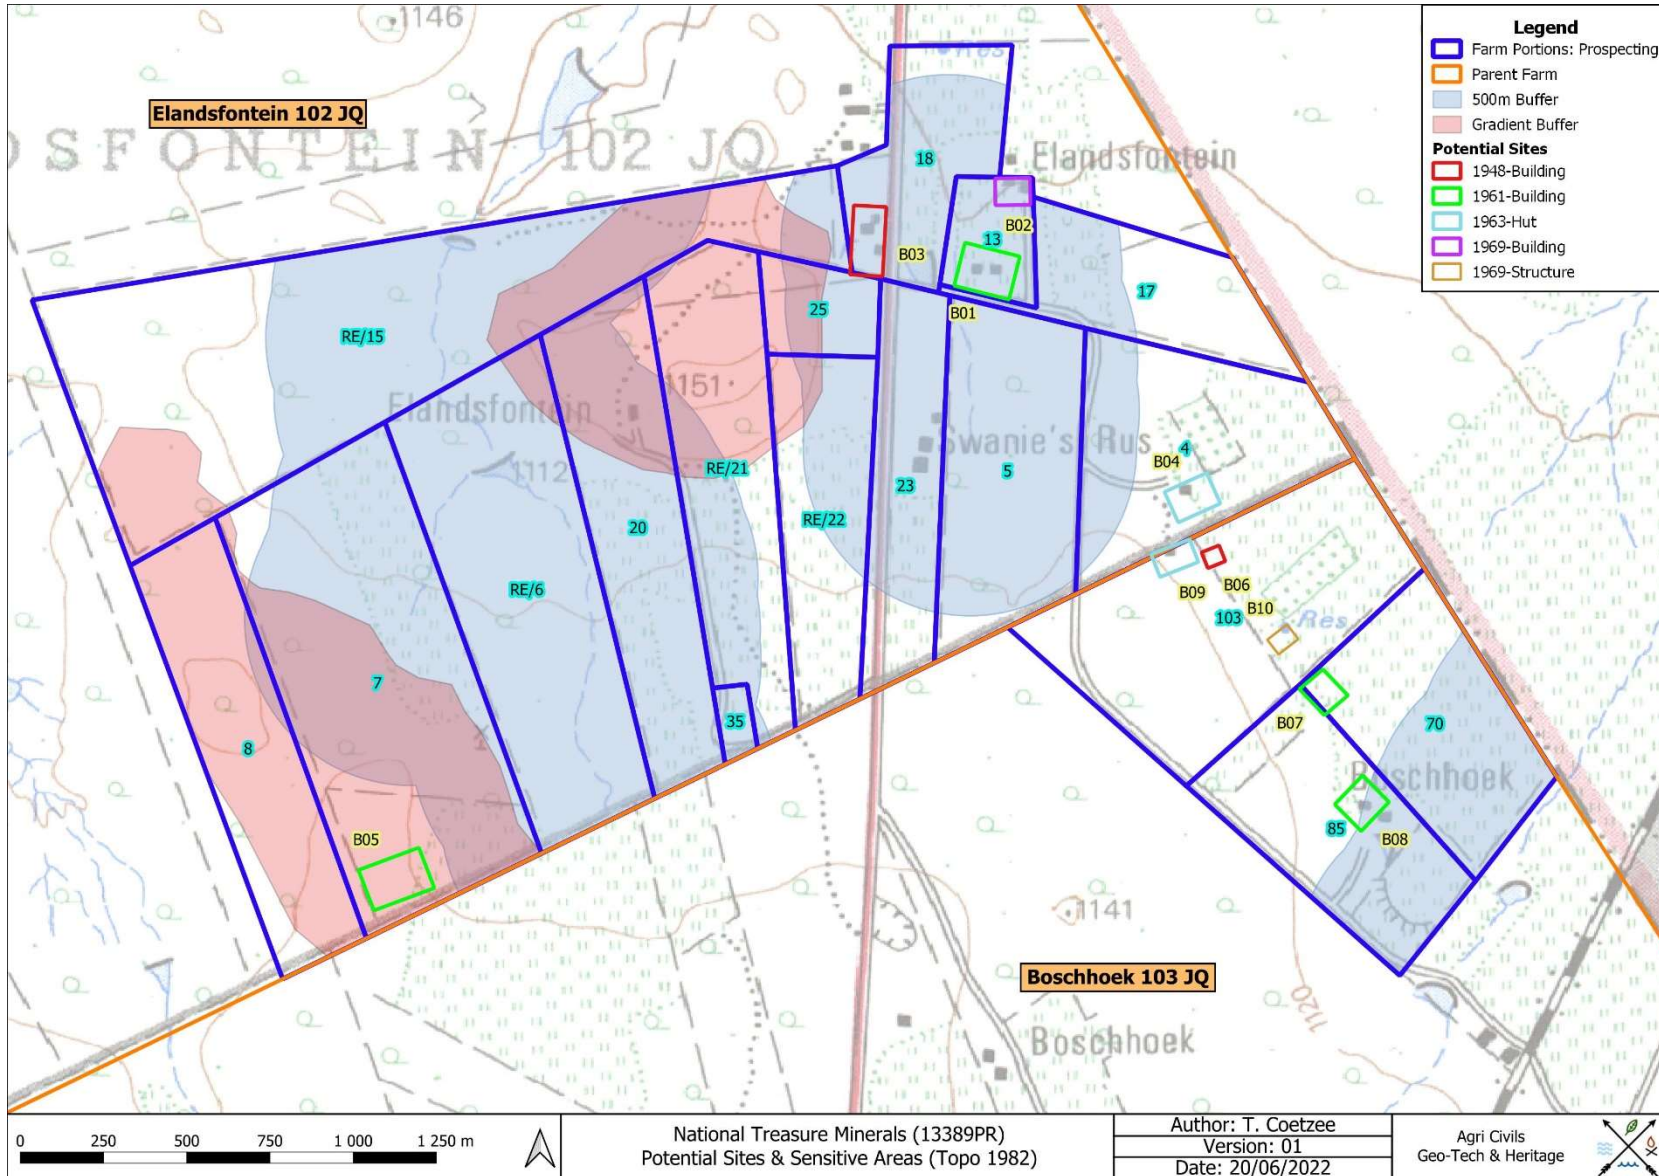 1146
Legend
Farm Portions: Prospecting
Parent Farm
500m Buffer
Gradient Buffer
Potential Sites
1948-Building
1961-Building
1963-Hut
1969-Building
1969-Structure
Res
Elandsfontein 102 JQ
DSFONTEIN 102 JQ
18
Elandsfontein
B02
13
B03
17
25
B01
RE/15
1151
Elandsfontein
Swanie's Rus
4
B04
1112
RE/21
5
23
RE/22
20
RE/6
B06
B09
B10
103
Res
7
35
B07
70
8
Boschhoek
85
B08
B05
1141
Boschhoek 103 JQ
1120
Boschhoek
0 250 500 750 1 000 1 250 m
National Treasure Minerals (13389PR)
Potential Sites & Sensitive Areas (Topo 1982)
Author: T. Coetzee
Version: 01
Date: 20/06/2022
Agri Civils
Geo-Tech & Heritage